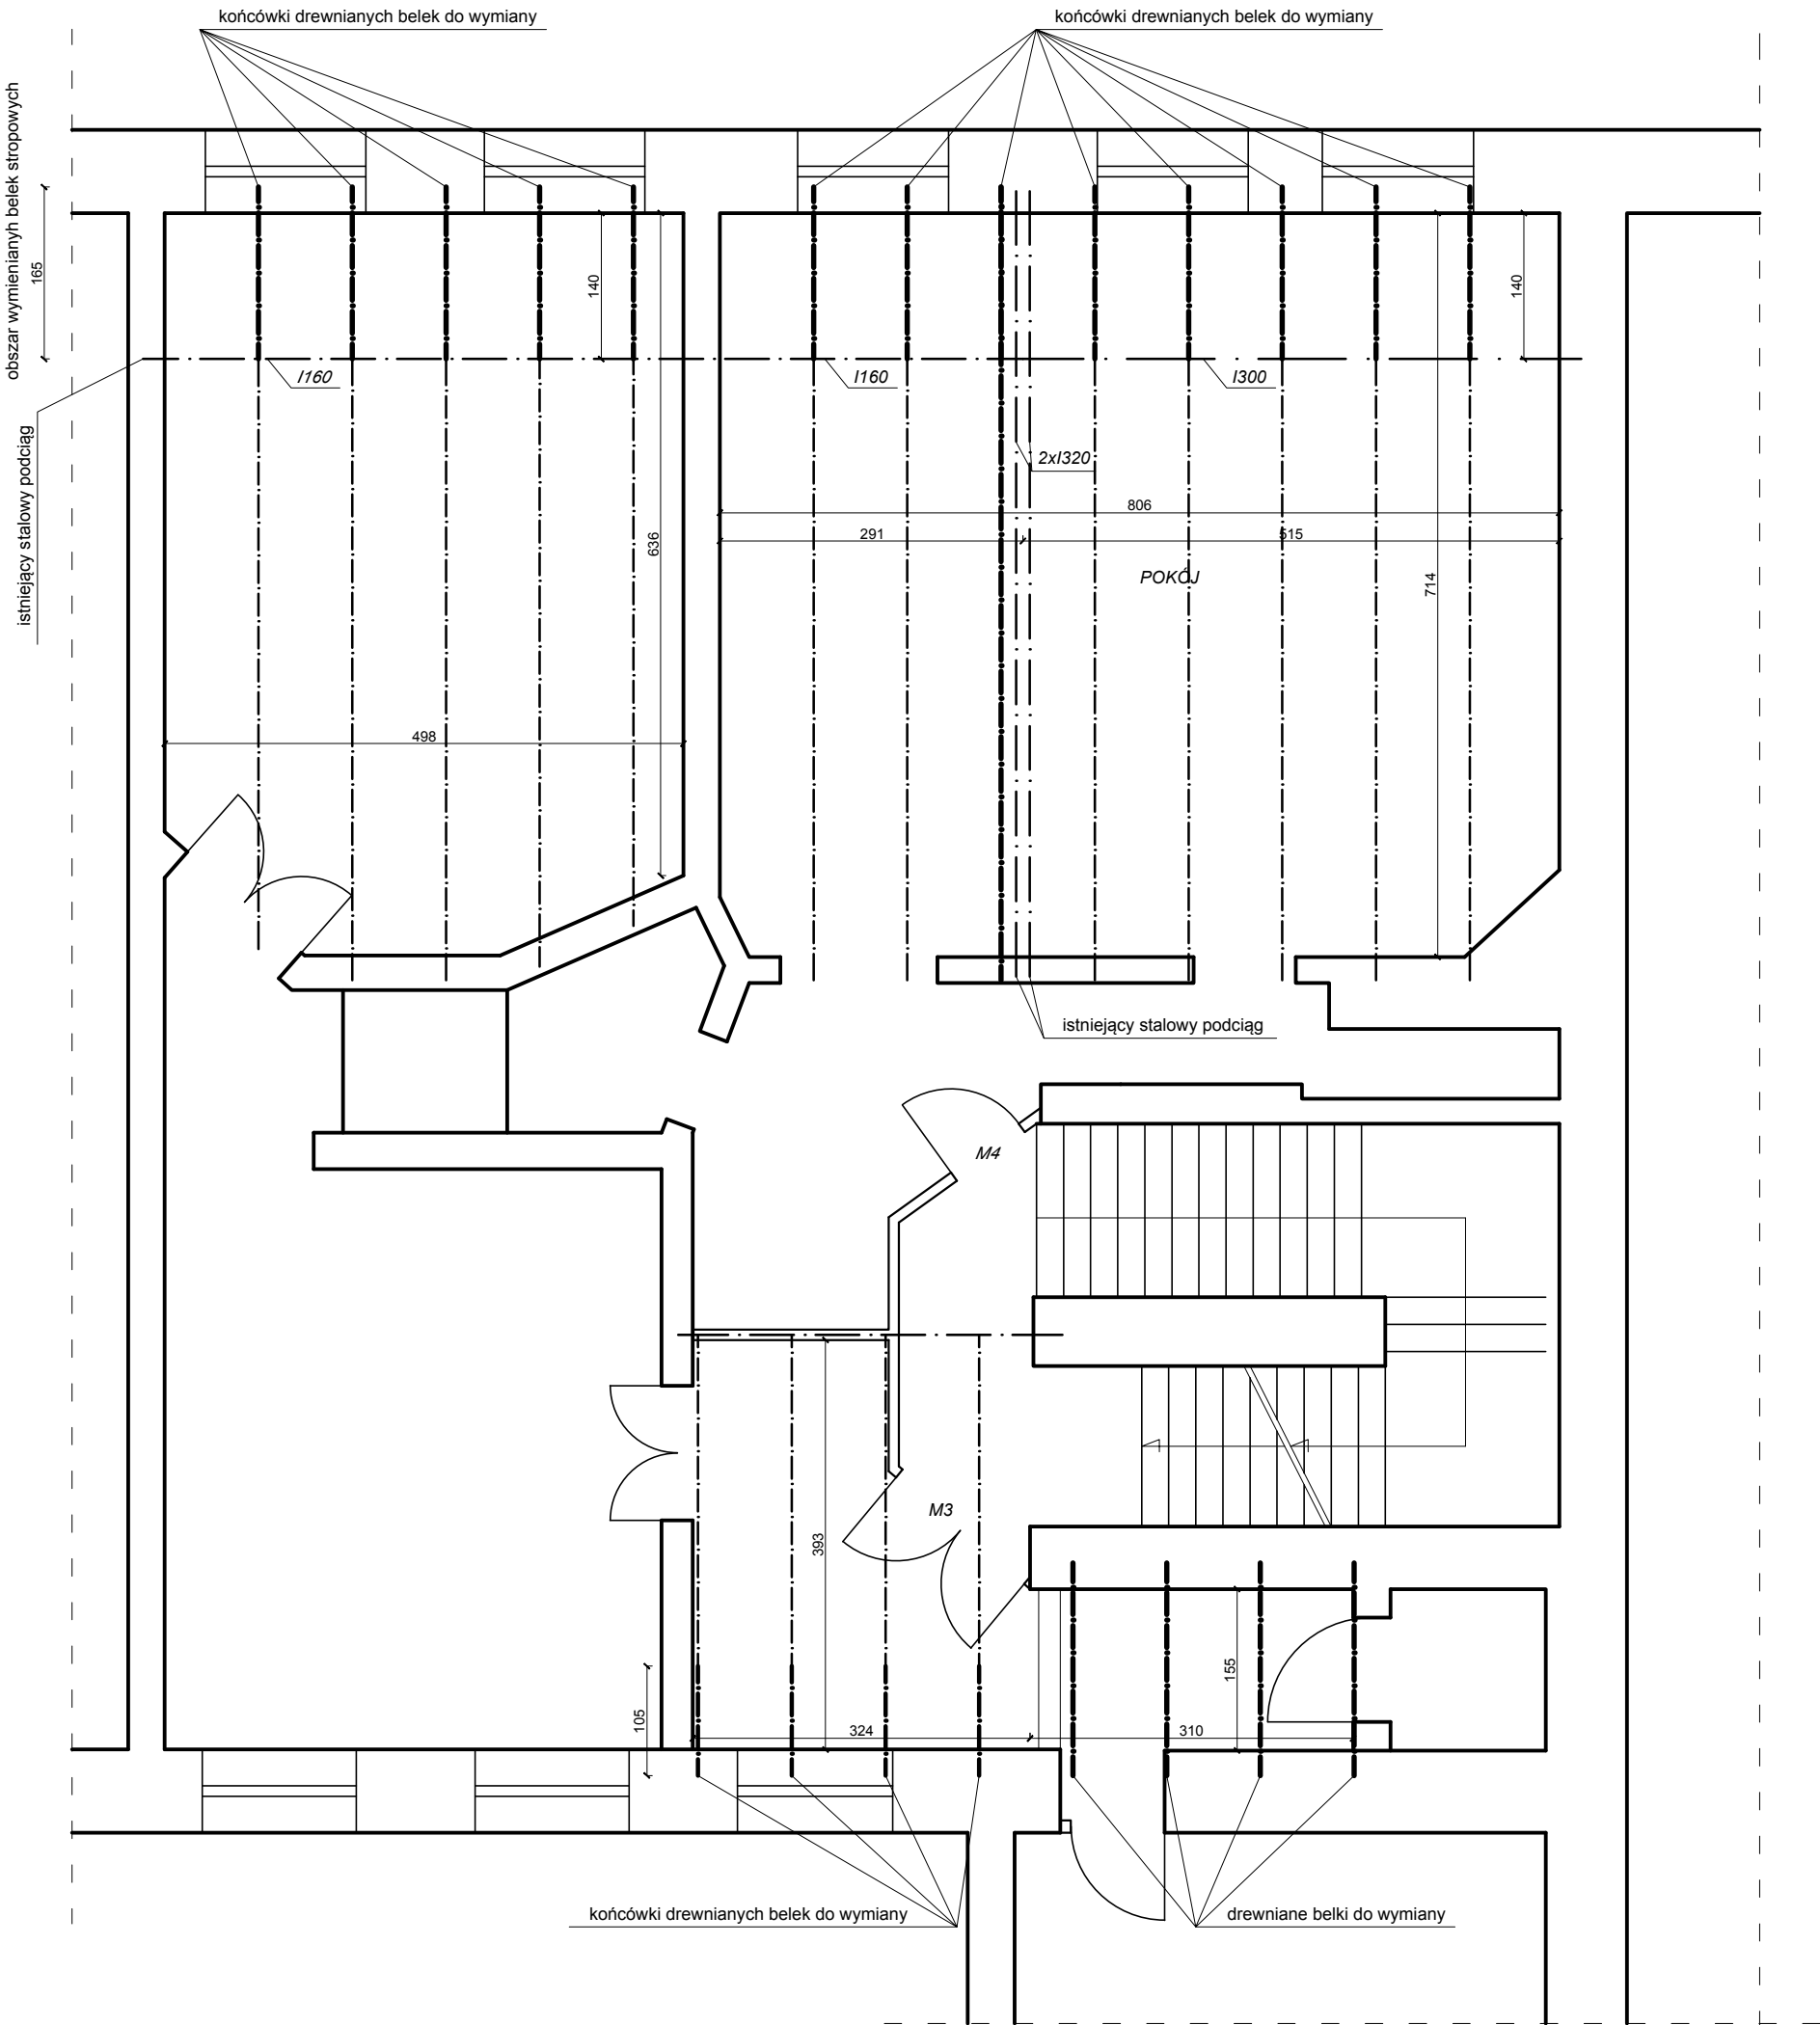 końcówki drewnianych belek do wymiany
końcówki drewnianych belek do wymiany
obszar wymienianyh belek stropowych
165
140
140
I160
I160
I300
istniejący stalowy podciąg
2xI320
806
291
515
636
POKÓJ
714
498
istniejący stalowy podciąg
M4
M3
393
155
105
324
310
końcówki drewnianych belek do wymiany
drewniane belki do wymiany